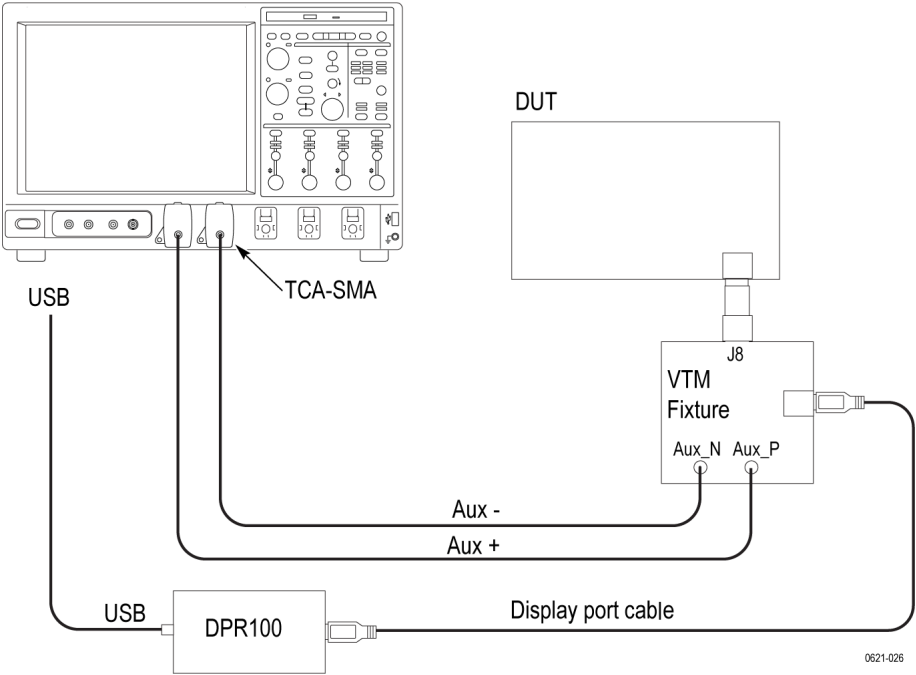 DUT
TCA-SMA
USB
J8
VTM
Fixture
Aux_N Aux_P
Aux -
Aux +
USB
DPR100
Display port cable
0621-026